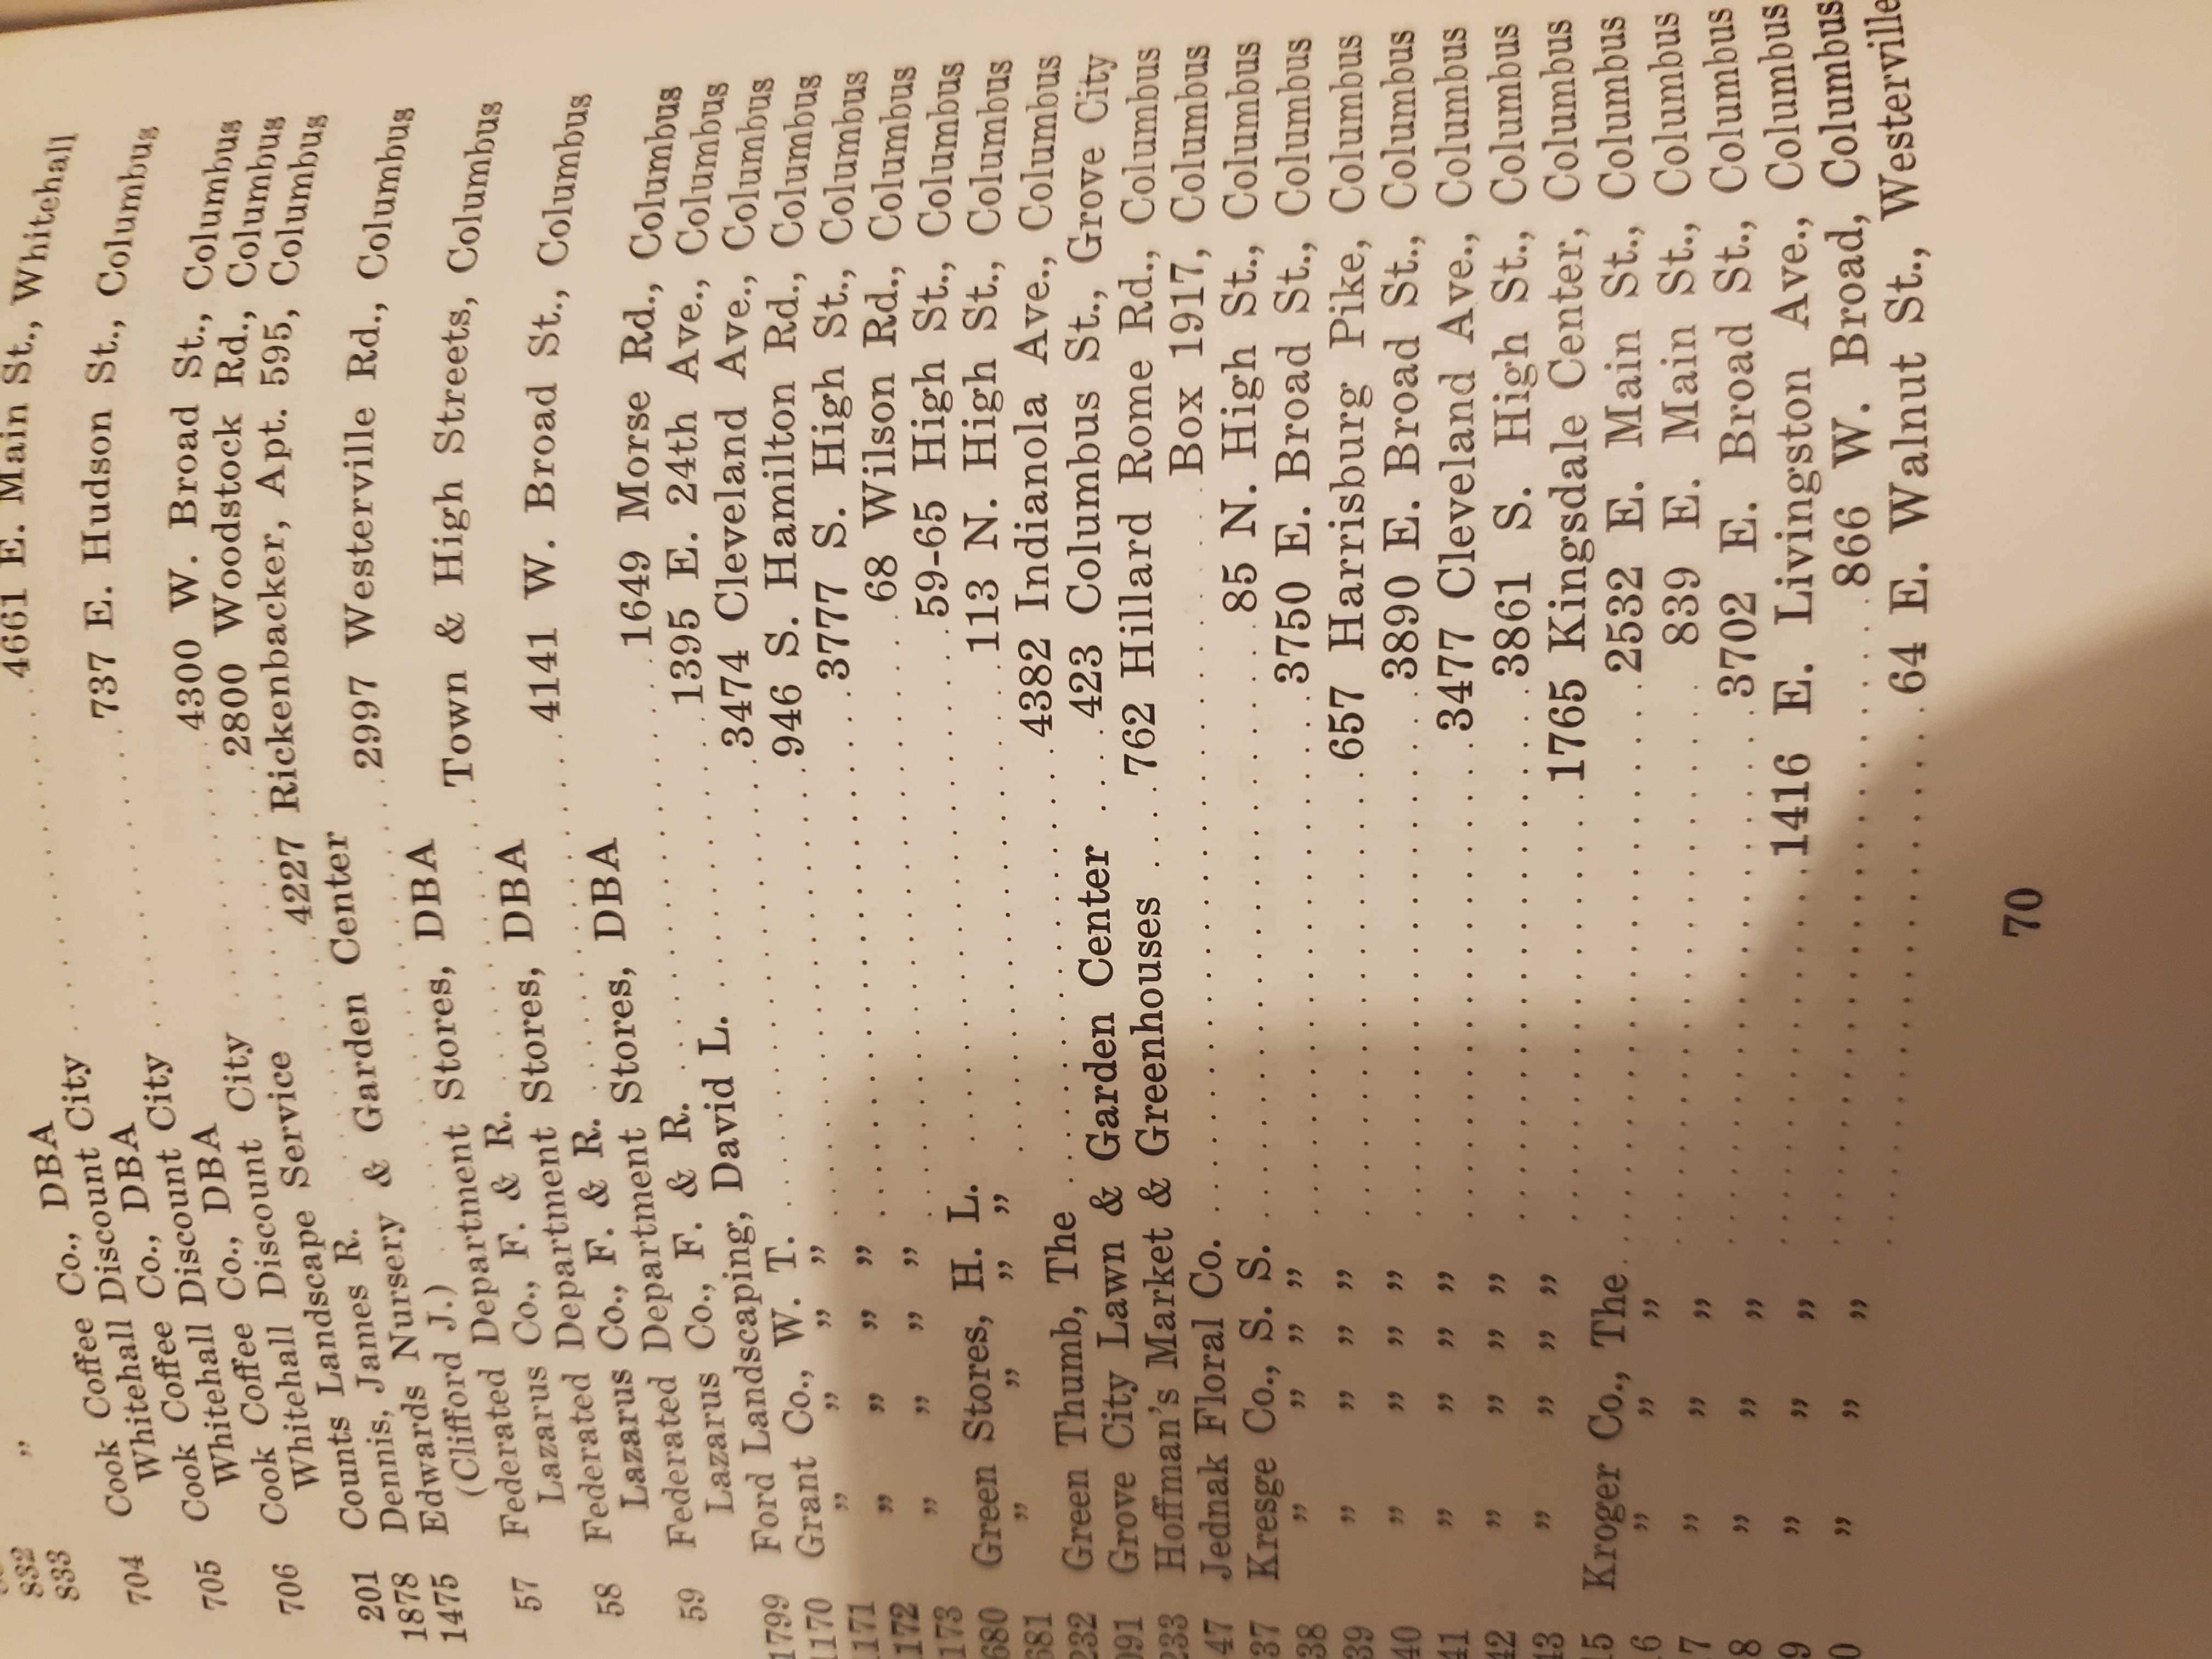 832 "
833 " DBA
704 Cook Coffee Co., DBA
Whitehall Discount City 4661 E. Main St., Whitehall
705 Cook Coffee Co., DBA
Whitehall Discount City 737 E. Hudson St., Columbus
706 Cook Coffee Co., DBA
Whitehall Discount City 4300 W. Broad St., Columbus
201 Counts Landscape Service 2800 Woodstock Rd., Columbus
1878 Dennis, James R. 4227 Rickenbacker, Apt. 595, Columbus
1475 Edwards Nursery & Garden Center
(Clifford J.) 2997 Westerville Rd., Columbus
57 Federated Department Stores, DBA
Lazarus Co., F. & R. Town & High Streets, Columbus
58 Federated Department Stores, DBA
Lazarus Co., F. & R. 4141 W. Broad St., Columbus
59 Federated Department Stores, DBA
Lazarus Co., F. & R. 1649 Morse Rd., Columbus
1799 Ford Landscaping, David L. 1395 E. 24th Ave., Columbus
1170 Grant Co., W. T. 3474 Cleveland Ave., Columbus
171 " " " " 946 S. Hamilton Rd., Columbus
172 " " " " 3777 S. High St., Columbus
173 " " " " 68 Wilson Rd., Columbus
680 Green Stores, H. L. 59-65 High St., Columbus
681 " " " " 113 N. High St., Columbus
232 Green Thumb, The 4382 Indianola Ave., Columbus
091 Grove City Lawn & Garden Center 423 Columbus St., Grove City
233 Hoffman's Market & Greenhouses 762 Hillard Rome Rd., Columbus
47 Jednak Floral Co. Box 1917, Columbus
37 Kresge Co., S. S. 85 N. High St., Columbus
38 " " " " 3750 E. Broad St., Columbus
39 " " " " 657 Harrisburg Pike, Columbus
40 " " " " 3890 E. Broad St., Columbus
41 " " " " 3477 Cleveland Ave., Columbus
42 " " " " 3861 S. High St., Columbus
43 " " " " 1765 Kingsdale Center, Columbus
15 Kroger Co., The 2532 E. Main St., Columbus
16 " " " 839 E. Main St., Columbus
7 " " " 3702 E. Broad St., Columbus
8 " " " 1416 E. Livingston Ave., Columbus
9 " " " 866 W. Broad, Columbus
0 " " " 64 E. Walnut St., Westerville
70